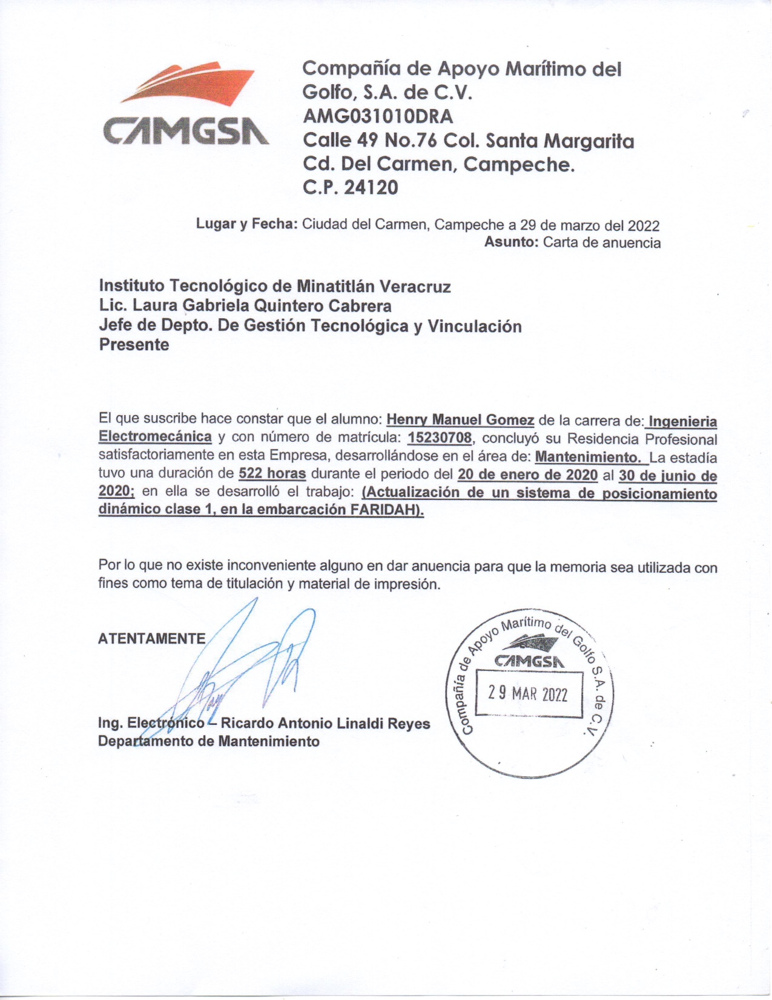 CAMGSA
Compañía de Apoyo Marítimo del
Golfo, S.A. de C.V.
AMG031010DRA
Calle 49 No.76 Col. Santa Margarita
Cd. Del Carmen, Campeche.
C.P. 24120
Lugar y Fecha: Ciudad del Carmen, Campeche a 29 de marzo del 2022
Asunto: Carta de anuencia
Instituto Tecnológico de Minatitlán Veracruz
Lic. Laura Gabriela Quintero Cabrera
Jefe de Depto. De Gestión Tecnológica y Vinculación
Presente
El que suscribe hace constar que el alumno: Henry Manuel Gomez de la carrera de: Ingenieria
Electromecánica y con número de matrícula: 15230708, concluyó su Residencia Profesional
satisfactoriamente en esta Empresa, desarrollándose en el área de: Mantenimiento. La estadía
tuvo una duración de 522 horas durante el periodo del 20 de enero de 2020 al 30 de junio de
2020; en ella se desarrolló el trabajo: (Actualización de un sistema de posicionamiento
dinámico clase 1, en la embarcación FARIDAH).
Por lo que no existe inconveniente alguno en dar anuencia para que la memoria sea utilizada con
fines como tema de titulación y material de impresión.
ATENTAMENTE
Ing. Electrónico – Ricardo Antonio Linaldi Reyes
Departamento de Mantenimiento
Compañía de Apoyo Marítimo del Golfo S.A. de C.V.
CAMGSA
29 MAR 2022